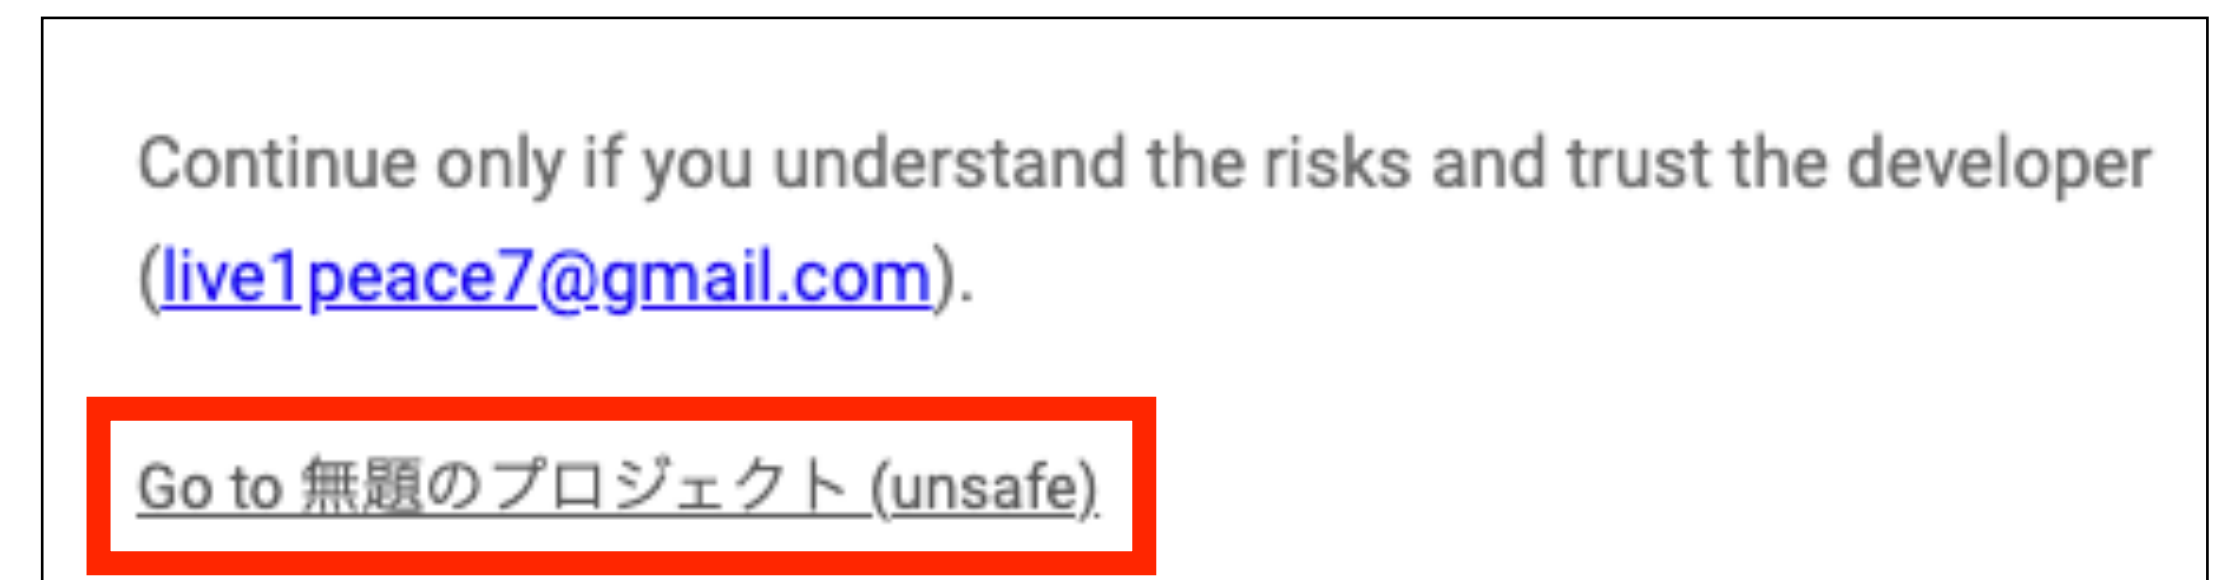 Continue only if you understand the risks and trust the developer
(live1peace7@gmail.com).
Go to 無題のプロジェクト (unsafe)